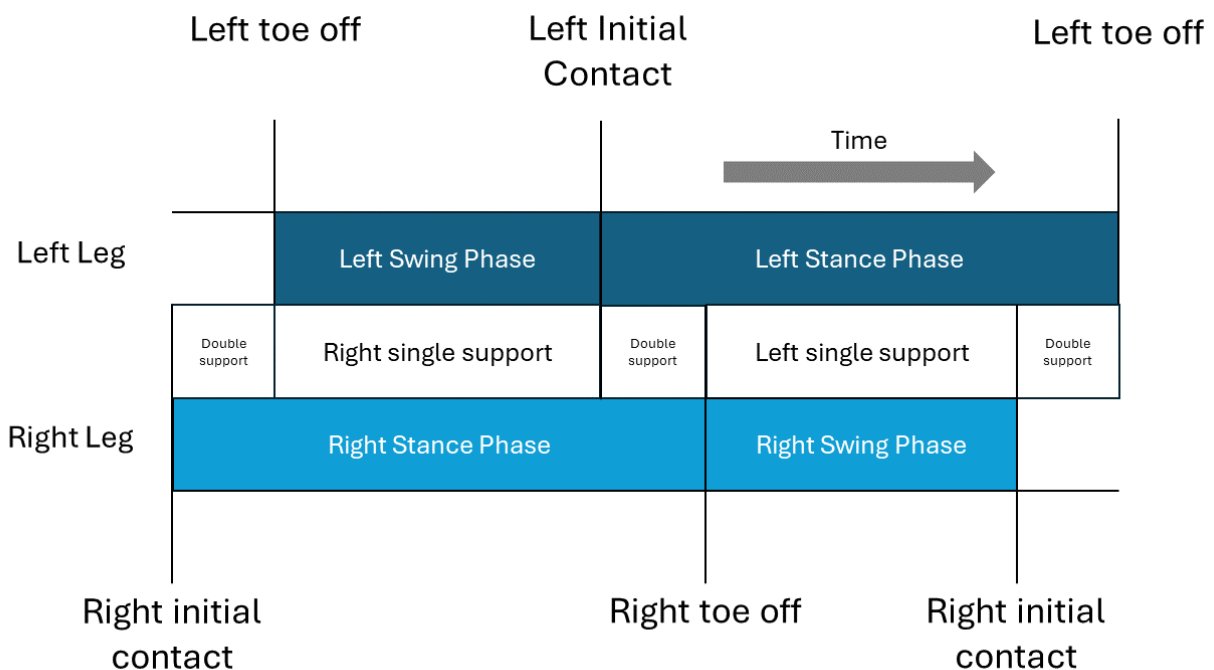 Left toe off
Left Initial
Contact
Left toe off
Time
Left Leg
Left Swing Phase
Left Stance Phase
Double
support
Right single support
Double
support
Left single support
Double
support
Right Leg
Right Stance Phase
Right Swing Phase
Right initial
contact
Right toe off
Right initial
contact